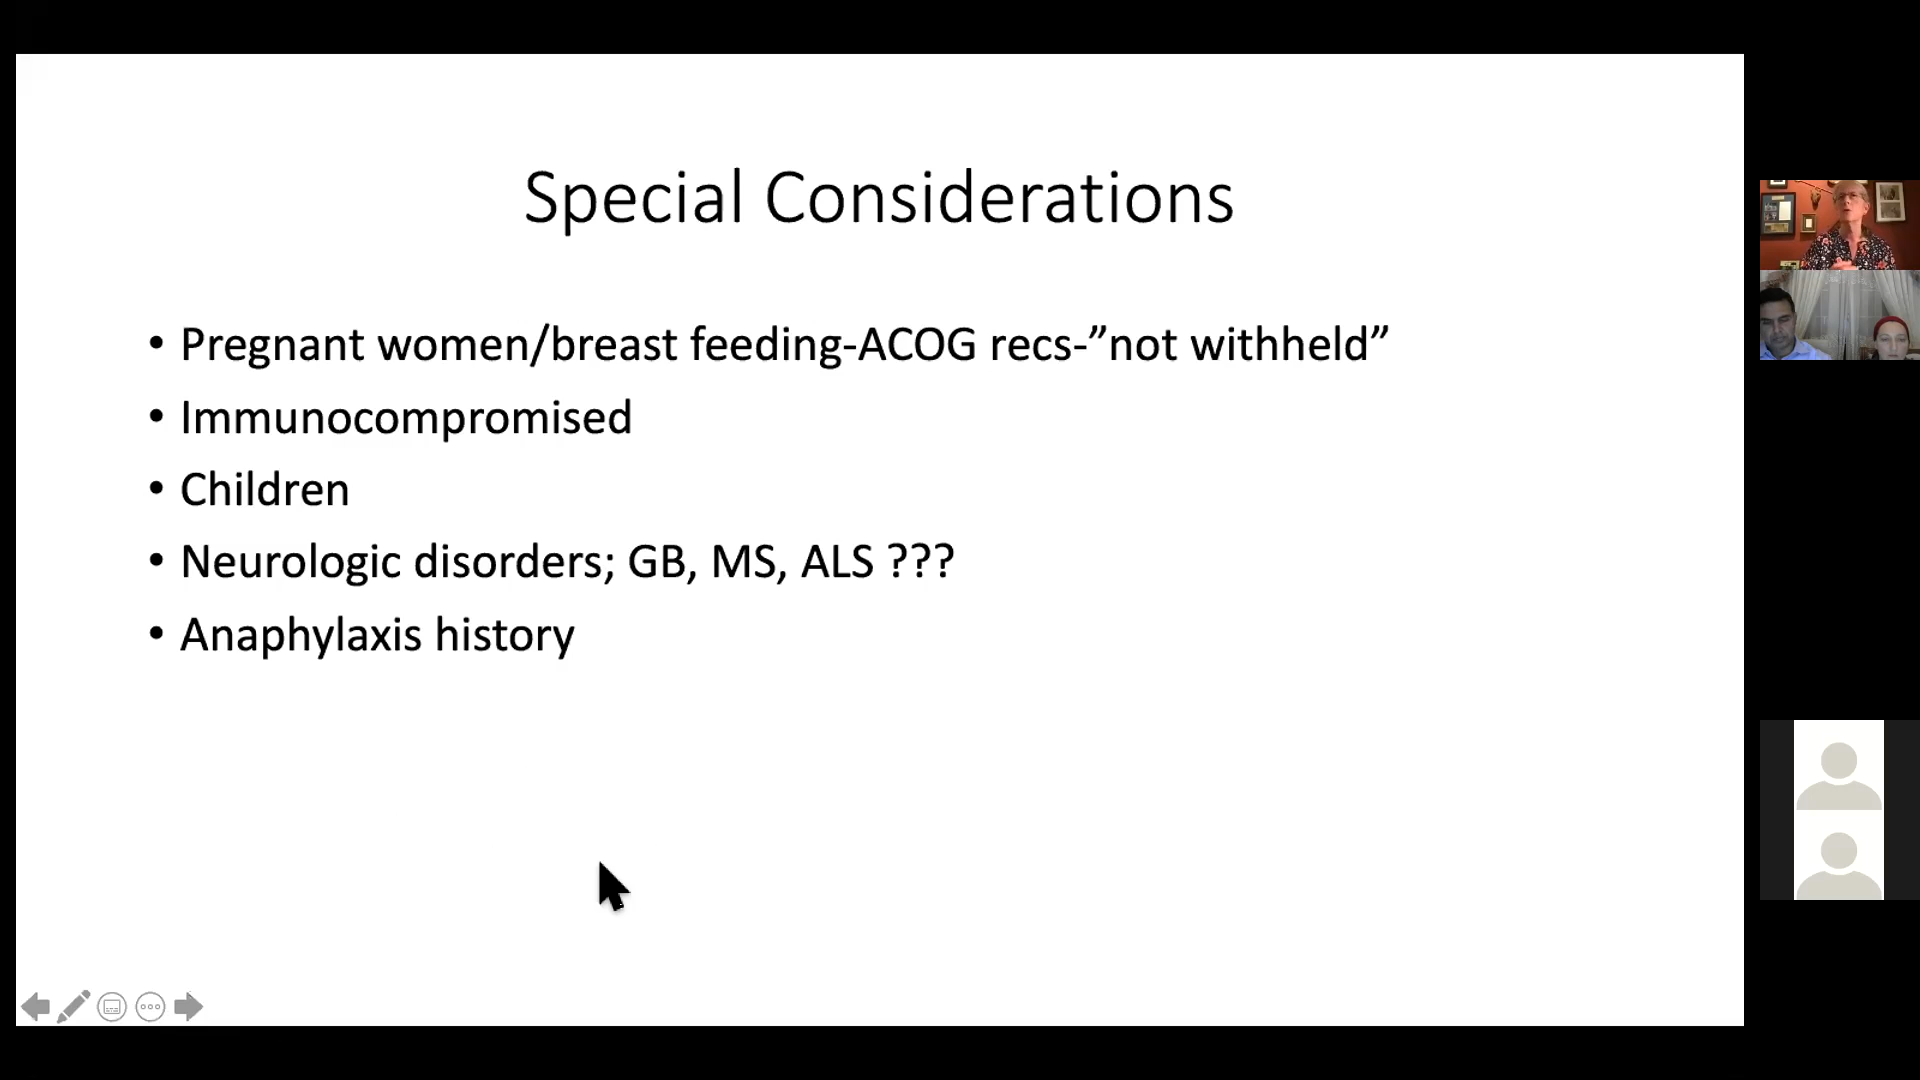 Special Considerations
• Pregnant women/breast feeding-ACOG recs-”not withheld”
• Immunocompromised
• Children
• Neurologic disorders; GB, MS, ALS ???
• Anaphylaxis history